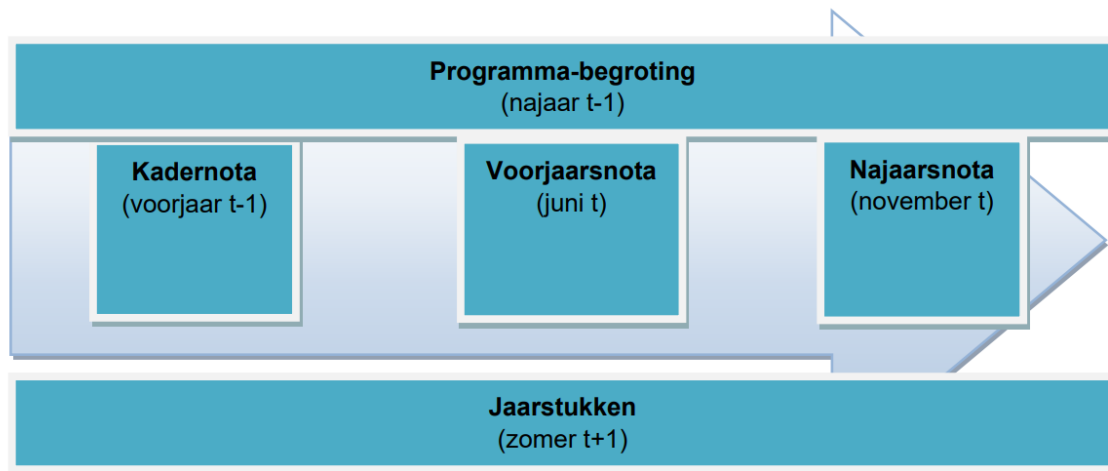 Programma-begroting
(najaar t-1)
Kadernota
(voorjaar t-1)
Voorjaarsnota
(juni t)
Najaarsnota
(november t)
Jaarstukken
(zomer t+1)